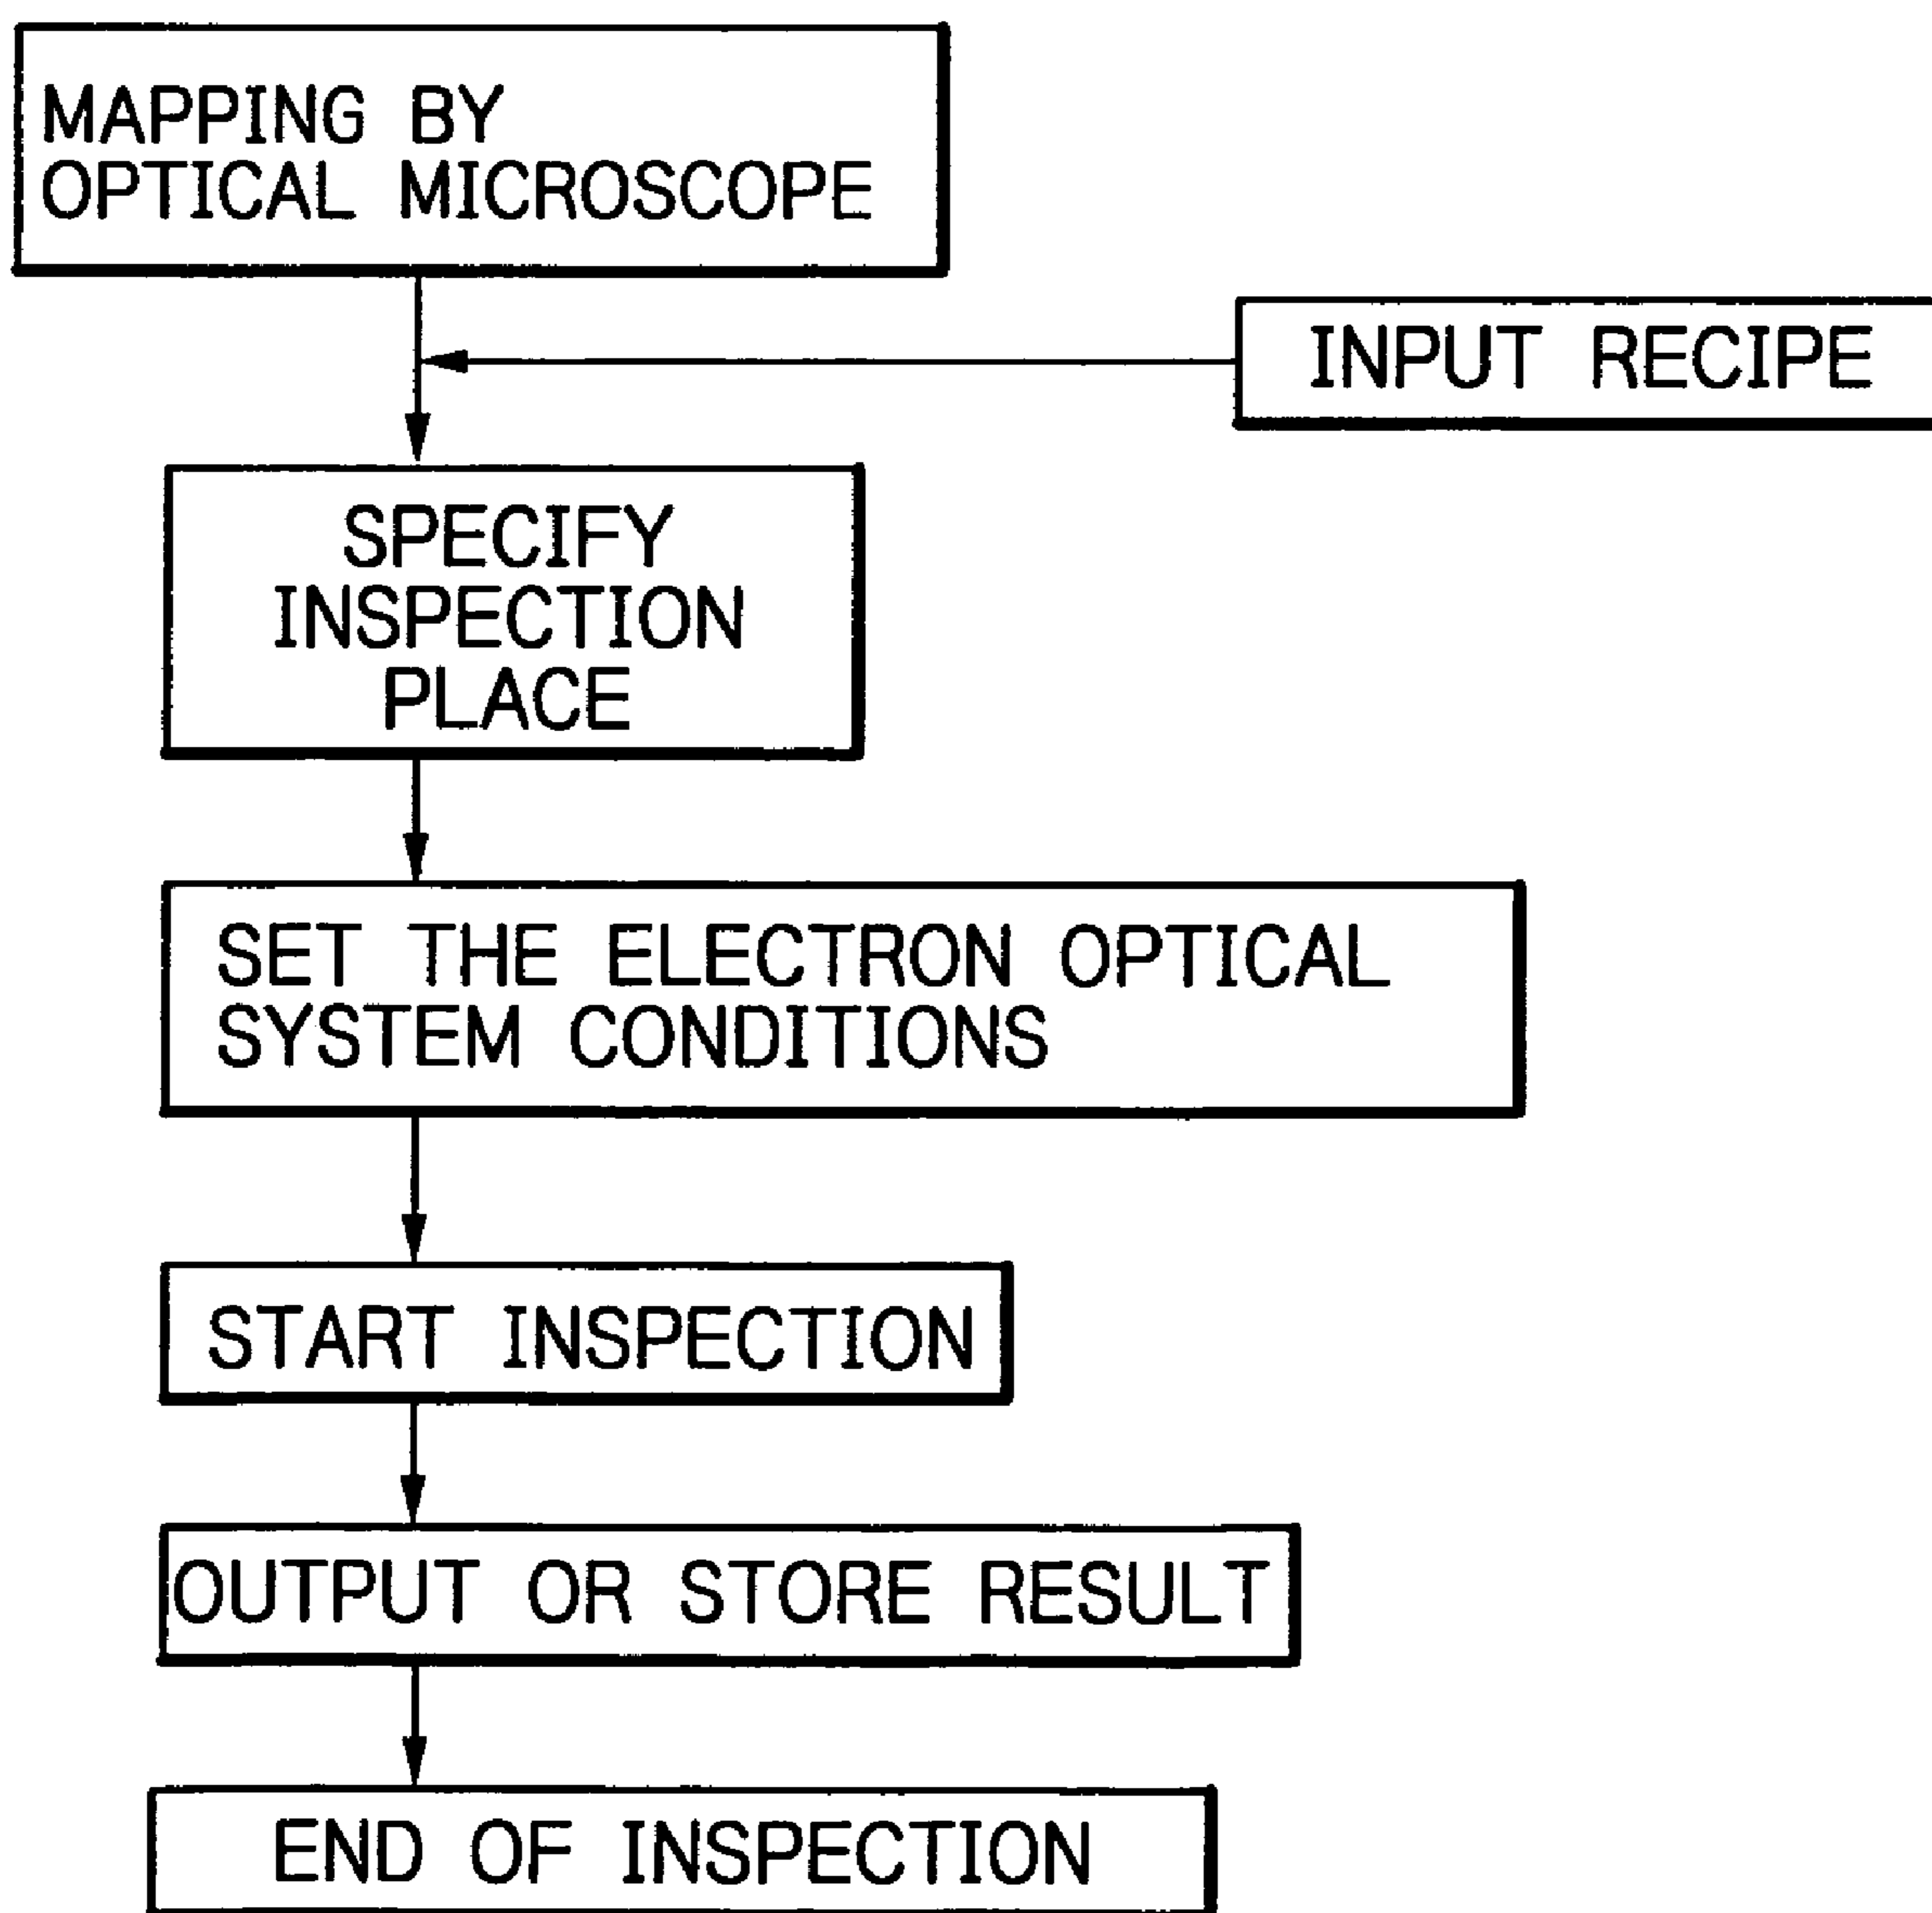 MAPPING BY
OPTICAL MICROSCOPE
INPUT RECIPE
SPECIFY
INSPECTION
PLACE
SET THE ELECTRON OPTICAL
SYSTEM CONDITIONS
START INSPECTION
OUTPUT OR STORE RESULT
END OF INSPECTION